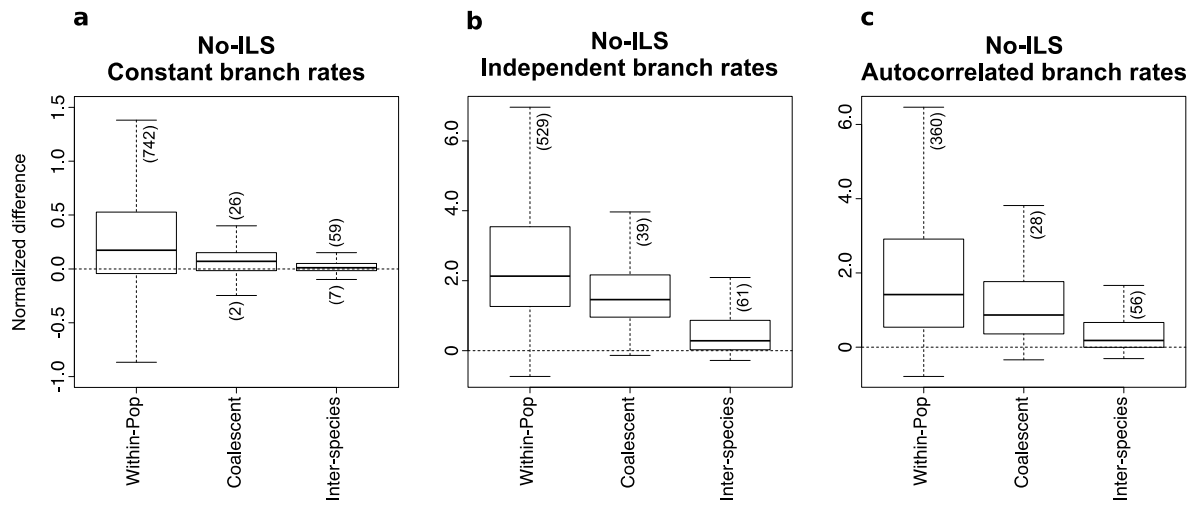 a
No-ILS
Constant branch rates
Normalized difference
1.5
1.0
0.5
0.0
-0.5
-1.0
(742)
(26)
(2)
(59)
(7)
Within-Pop
Coalescent
Inter-species
b
No-ILS
Independent branch rates
6.0
4.0
2.0
0
(529)
(39)
(61)
Within-Pop
Coalescent
Inter-species
c
No-ILS
Autocorrelated branch rates
6.0
4.0
2.0
0
(360)
(28)
(56)
Within-Pop
Coalescent
Inter-species